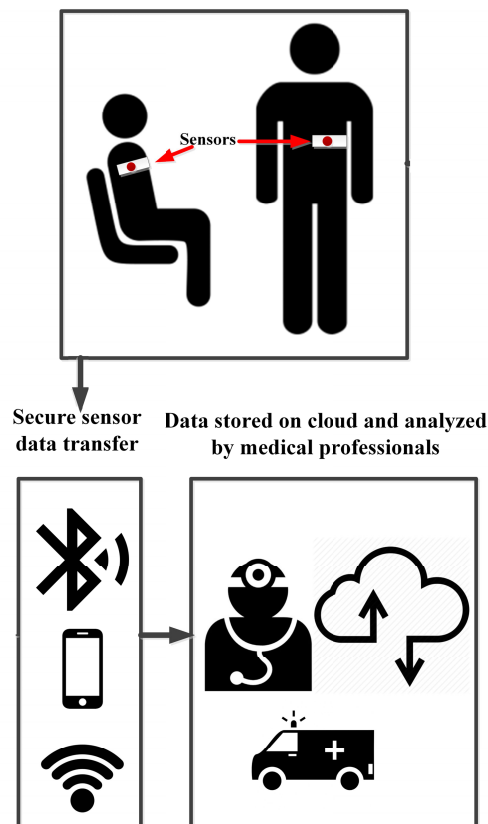 Sensors
Secure sensor
data transfer
Data stored on cloud and analyzed
by medical professionals